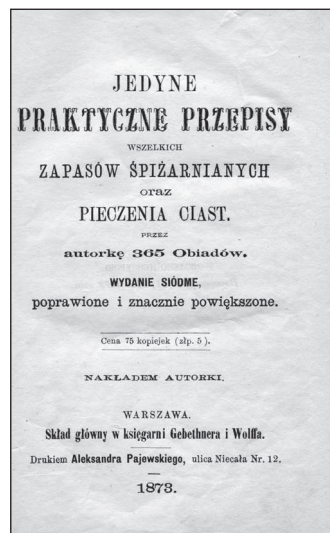 JEDYNE
PRAKTYCZNE PRZEPISY
WSZELKICH
ZAPASÓW ŚPIŻARNIANYCH
oraz
PIECZENIA CIAST.
PRZEZ
autorkę 365 Obiadów.
WYDANIE SIÓDME,
poprawione i znacznie powiększone.
Cena 75 kopiejek (złp. 5).
NAKŁADEM AUTORKI.
WARSZAWA.
Skład główny w księgarni Gebethnera i Wolffa.
Drukiem Aleksandra Pajewskiego, ulica Niecała Nr. 12.
1873.